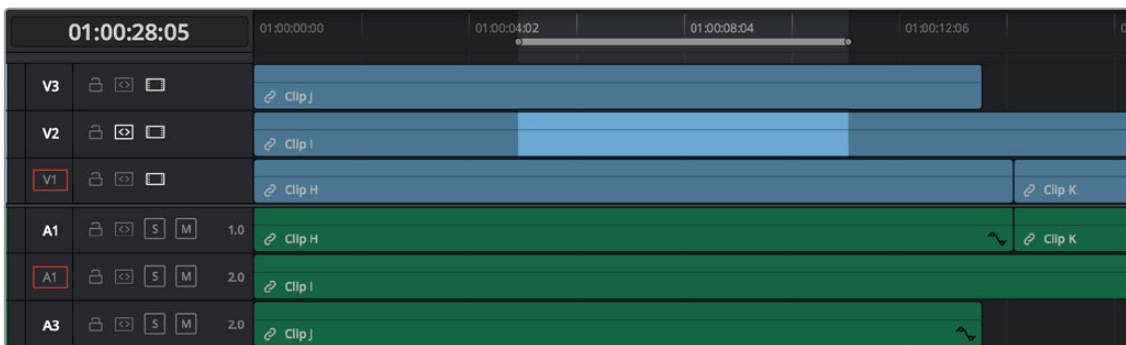 01:00:28:05 01:00:00:00 01:00:04:02 01:00:08:04 01:00:12:06
V3 Clip J
V2 Clip I
V1 Clip H Clip K
A1 S M 1.0 Clip H Clip K
A1 S M 2.0 Clip I
A3 S M 2.0 Clip J